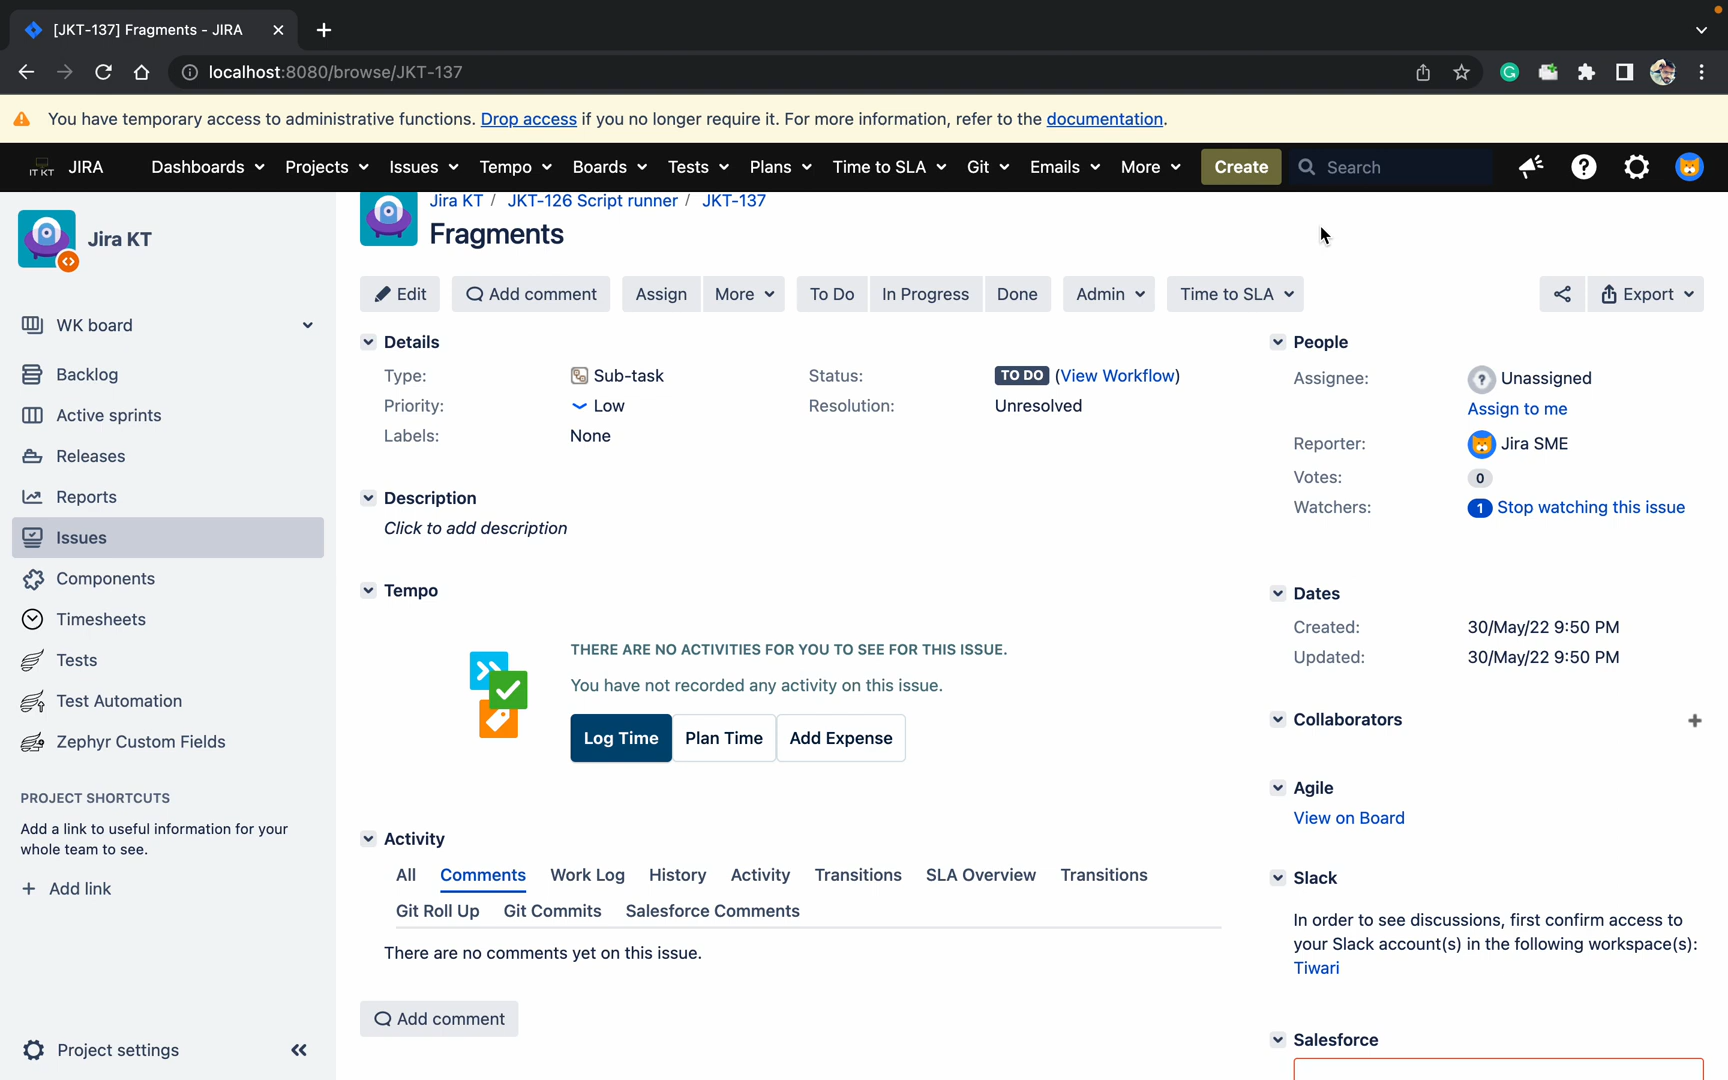 [JKT-137] Fragments - JIRA
localhost:8080/browse/JKT-137
You have temporary access to administrative functions. Drop access if you no longer require it. For more information, refer to the documentation.
IT KT JIRA Dashboards Projects Issues Tempo Boards Tests Plans Time to SLA Git Emails More Create Search
Jira KT
Jira KT / JKT-126 Script runner / JKT-137
Fragments
Edit Add comment Assign More To Do In Progress Done Admin Time to SLA Export
WK board
Backlog
Active sprints
Releases
Reports
Issues
Components
Timesheets
Tests
Test Automation
Zephyr Custom Fields
PROJECT SHORTCUTS
Add a link to useful information for your
whole team to see.
+ Add link
Project settings
Details
Type: Sub-task Status: TO DO (View Workflow)
Priority: Low Resolution: Unresolved
Labels: None
Description
Click to add description
Tempo
THERE ARE NO ACTIVITIES FOR YOU TO SEE FOR THIS ISSUE.
You have not recorded any activity on this issue.
Log Time Plan Time Add Expense
Activity
All Comments Work Log History Activity Transitions SLA Overview Transitions
Git Roll Up Git Commits Salesforce Comments
There are no comments yet on this issue.
Add comment
People
Assignee: Unassigned
Assign to me
Reporter: Jira SME
Votes: 0
Watchers: 1 Stop watching this issue
Dates
Created: 30/May/22 9:50 PM
Updated: 30/May/22 9:50 PM
Collaborators
Agile
View on Board
Slack
In order to see discussions, first confirm access to
your Slack account(s) in the following workspace(s):
Tiwari
Salesforce